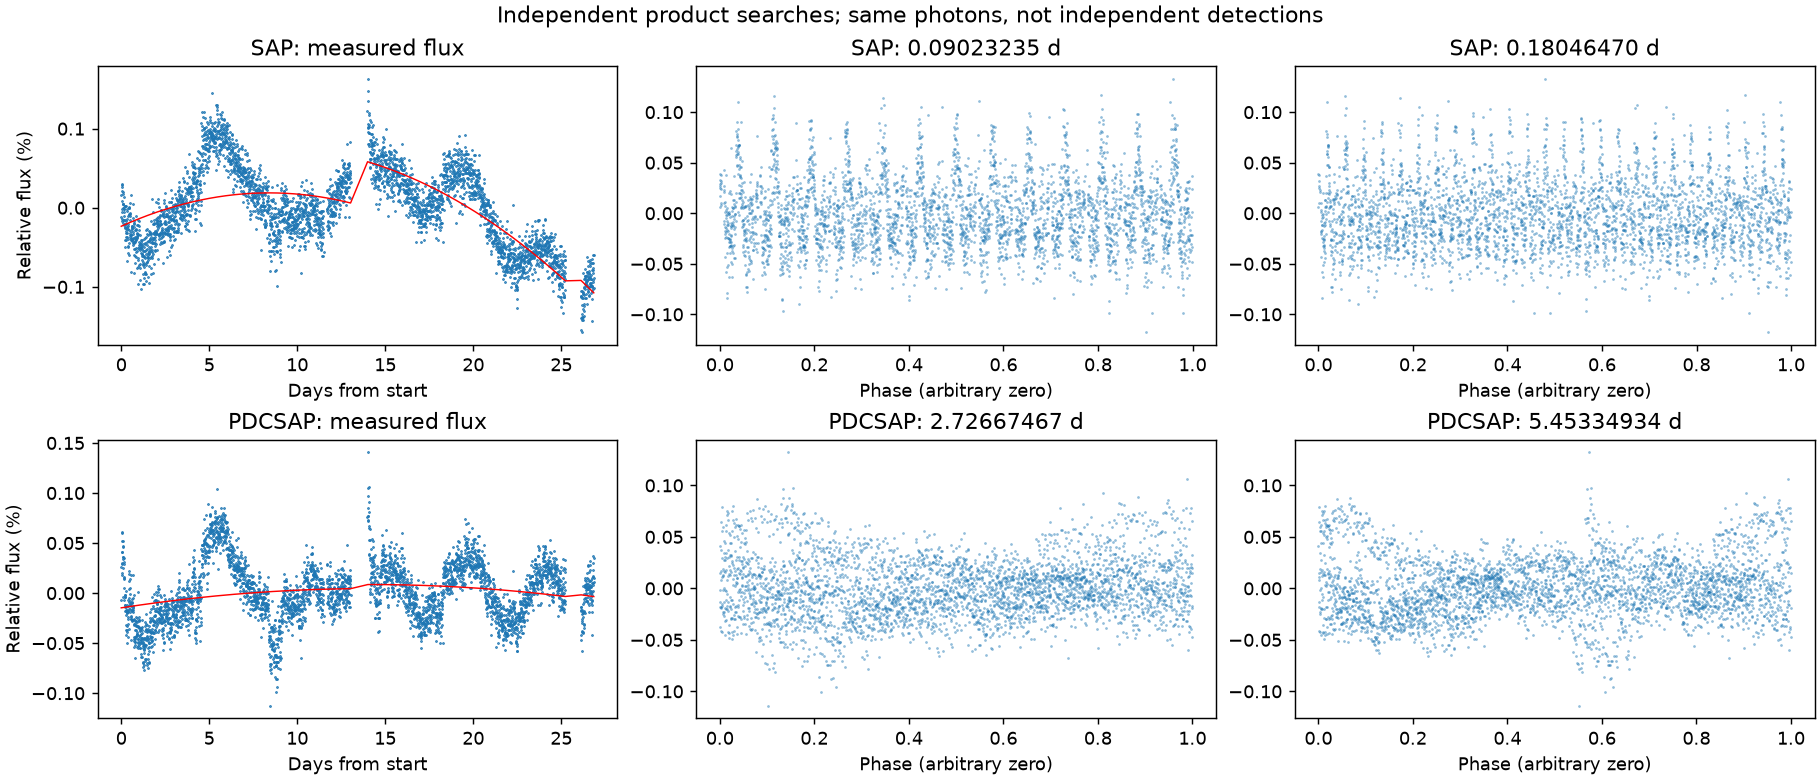 Independent product searches; same photons, not independent detections
SAP: measured flux
SAP: 0.09023235 d
SAP: 0.18046470 d
Relative flux (%)
0.1
0.0
−0.1
0 5 10 15 20 25
Days from start
0.10
0.05
0.00
−0.05
−0.10
0.0 0.2 0.4 0.6 0.8 1.0
Phase (arbitrary zero)
0.10
0.05
0.00
−0.05
−0.10
0.0 0.2 0.4 0.6 0.8 1.0
Phase (arbitrary zero)
PDCSAP: measured flux
PDCSAP: 2.72667467 d
PDCSAP: 5.45334934 d
Relative flux (%)
0.15
0.10
0.05
0.00
−0.05
−0.10
0 5 10 15 20 25
Days from start
0.10
0.05
0.00
−0.05
−0.10
0.0 0.2 0.4 0.6 0.8 1.0
Phase (arbitrary zero)
0.10
0.05
0.00
−0.05
−0.10
0.0 0.2 0.4 0.6 0.8 1.0
Phase (arbitrary zero)